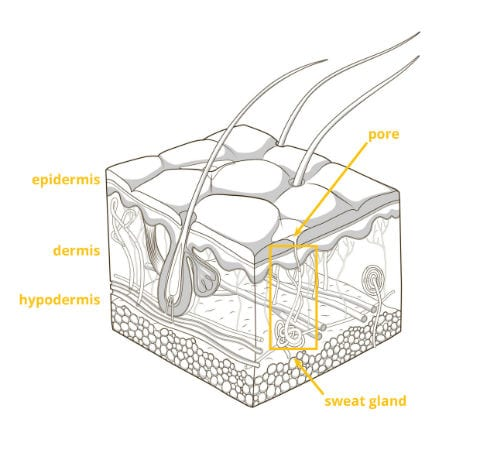 pore
epidermis
dermis
hypodermis
sweat gland